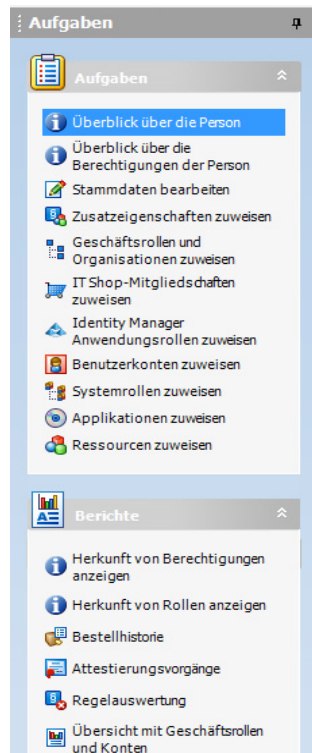 Aufgaben
Aufgaben
Überblick über die Person
Überblick über die
Berechtigungen der Person
Stammdaten bearbeiten
Zusatzeigenschaften zuweisen
Geschäftsrollen und
Organisationen zuweisen
IT Shop-Mitgliedschaften
zuweisen
Identity Manager
Anwendungsrollen zuweisen
Benutzerkonten zuweisen
Systemrollen zuweisen
Applikationen zuweisen
Ressourcen zuweisen
Berichte
Herkunft von Berechtigungen
anzeigen
Herkunft von Rollen anzeigen
Bestellhistorie
Attestierungsvorgänge
Regelauswertung
Übersicht mit Geschäftsrollen
und Konten